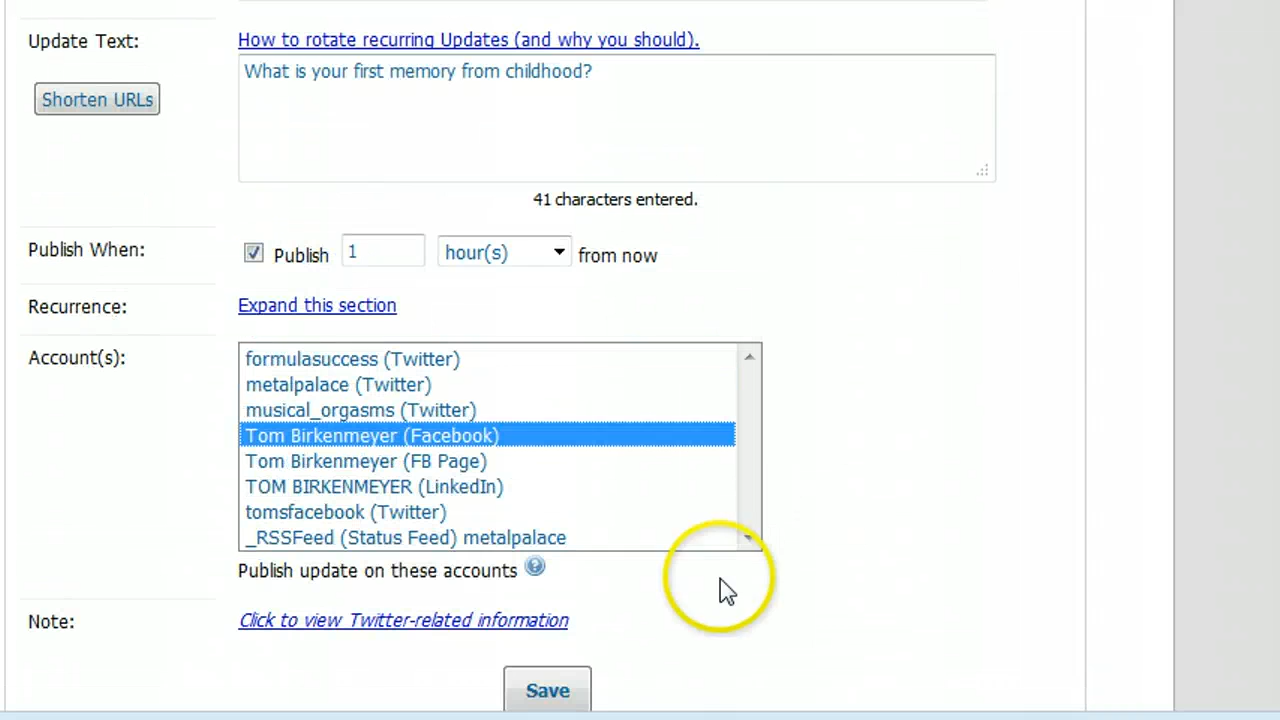 Update Text:
How to rotate recurring Updates (and why you should).
What is your first memory from childhood?
Shorten URLs
41 characters entered.
Publish When:
Publish 1 hour(s) from now
Recurrence:
Expand this section
Account(s):
formulasuccess (Twitter)
metalpalace (Twitter)
musical_orgasms (Twitter)
Tom Birkenmeyer (Facebook)
Tom Birkenmeyer (FB Page)
TOM BIRKENMEYER (LinkedIn)
tomsfacebook (Twitter)
_RSSFeed (Status Feed) metalpalace
Publish update on these accounts ?
Note:
Click to view Twitter-related information
Save